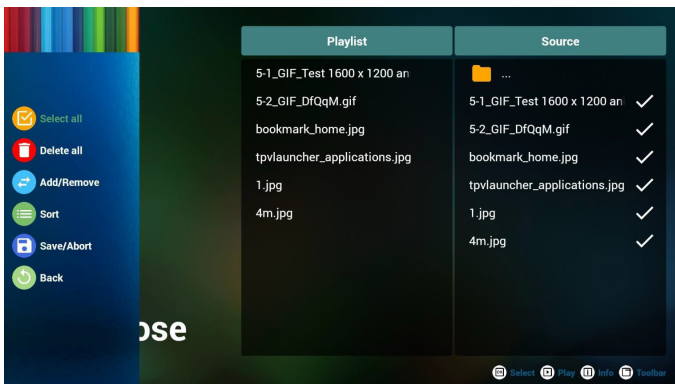 Select all
Delete all
Add/Remove
Sort
Save/Abort
Back
ose
Playlist
5-1_GIF_Test 1600 x 1200 an
5-2_GIF_DfQqM.gif
bookmark_home.jpg
tpvlauncher_applications.jpg
1.jpg
4m.jpg
Source
...
5-1_GIF_Test 1600 x 1200 an
5-2_GIF_DfQqM.gif
bookmark_home.jpg
tpvlauncher_applications.jpg
1.jpg
4m.jpg
Select Play Info Toolbar